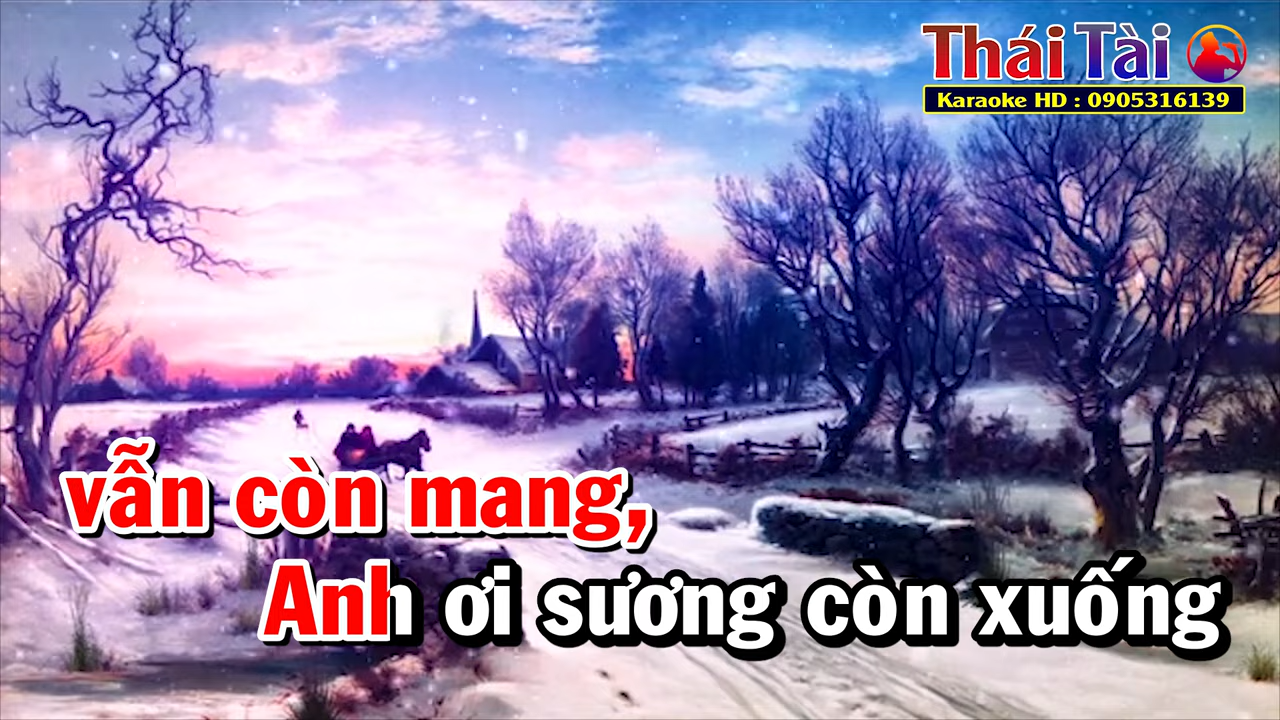 Thái Tài
Karaoke HD : 0905316139
vẫn còn mang,
Anh ơi sương còn xuống